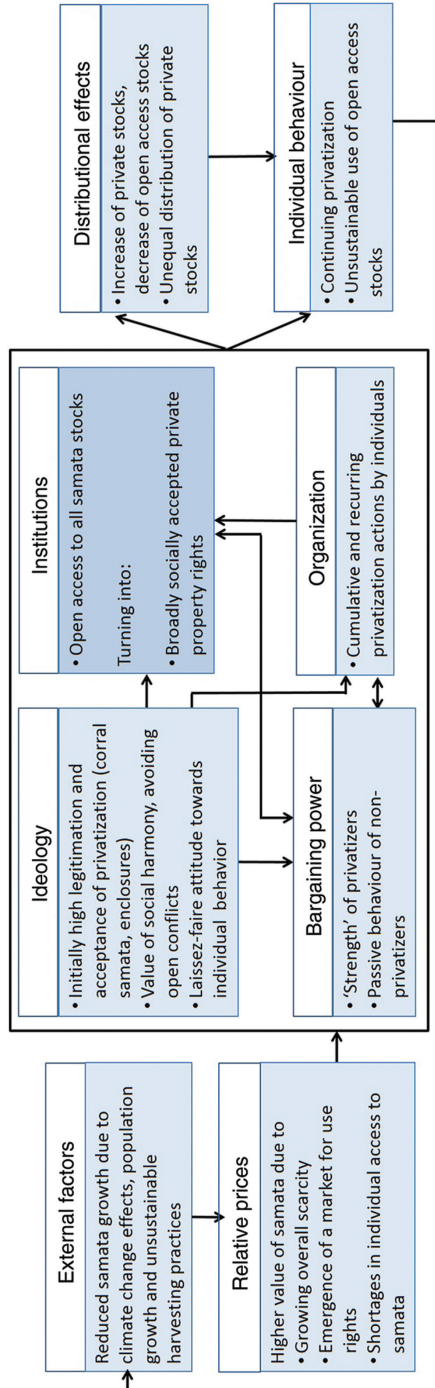 External factors
Reduced samata growth due to
climate change effects, population
growth and unsustainable
harvesting practices
Relative prices
Higher value of samata due to
• Growing overall scarcity
• Emergence of a market for use
rights
• Shortages in individual access to
samata
Ideology
• Initially high legitimation and
acceptance of privatization (corral
samata, enclosures)
• Value of social harmony, avoiding
open conflicts
• Laissez-faire attitude towards
individual behavior
Institutions
• Open access to all samata stocks
Turning into:
• Broadly socially accepted private
property rights
Bargaining power
• ‘Strength’ of privatizers
• Passive behaviour of non-
privatizers
Organization
• Cumulative and recurring
privatization actions by individuals
Distributional effects
• Increase of private stocks,
decrease of open access stocks
• Unequal distribution of private
stocks
Individual behaviour
• Continuing privatization
• Unsustainable use of open access
stocks